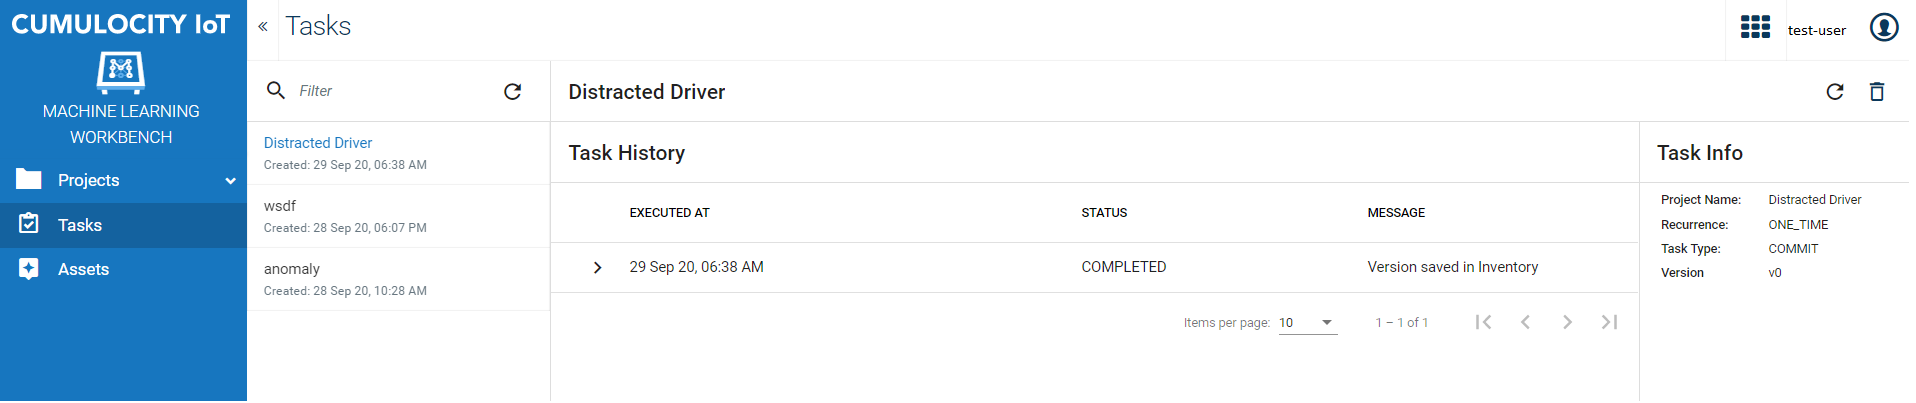 CUMULOCITY IoT
MACHINE LEARNING
WORKBENCH
Projects
Tasks
Assets
Tasks
test-user
Filter
Distracted Driver
Created: 29 Sep 20, 06:38 AM
wsdf
Created: 28 Sep 20, 06:07 PM
anomaly
Created: 28 Sep 20, 10:28 AM
Distracted Driver
Task History
EXECUTED AT STATUS MESSAGE
29 Sep 20, 06:38 AM COMPLETED Version saved in Inventory
Items per page: 10 1 – 1 of 1
Task Info
Project Name: Distracted Driver
Recurrence: ONE_TIME
Task Type: COMMIT
Version v0